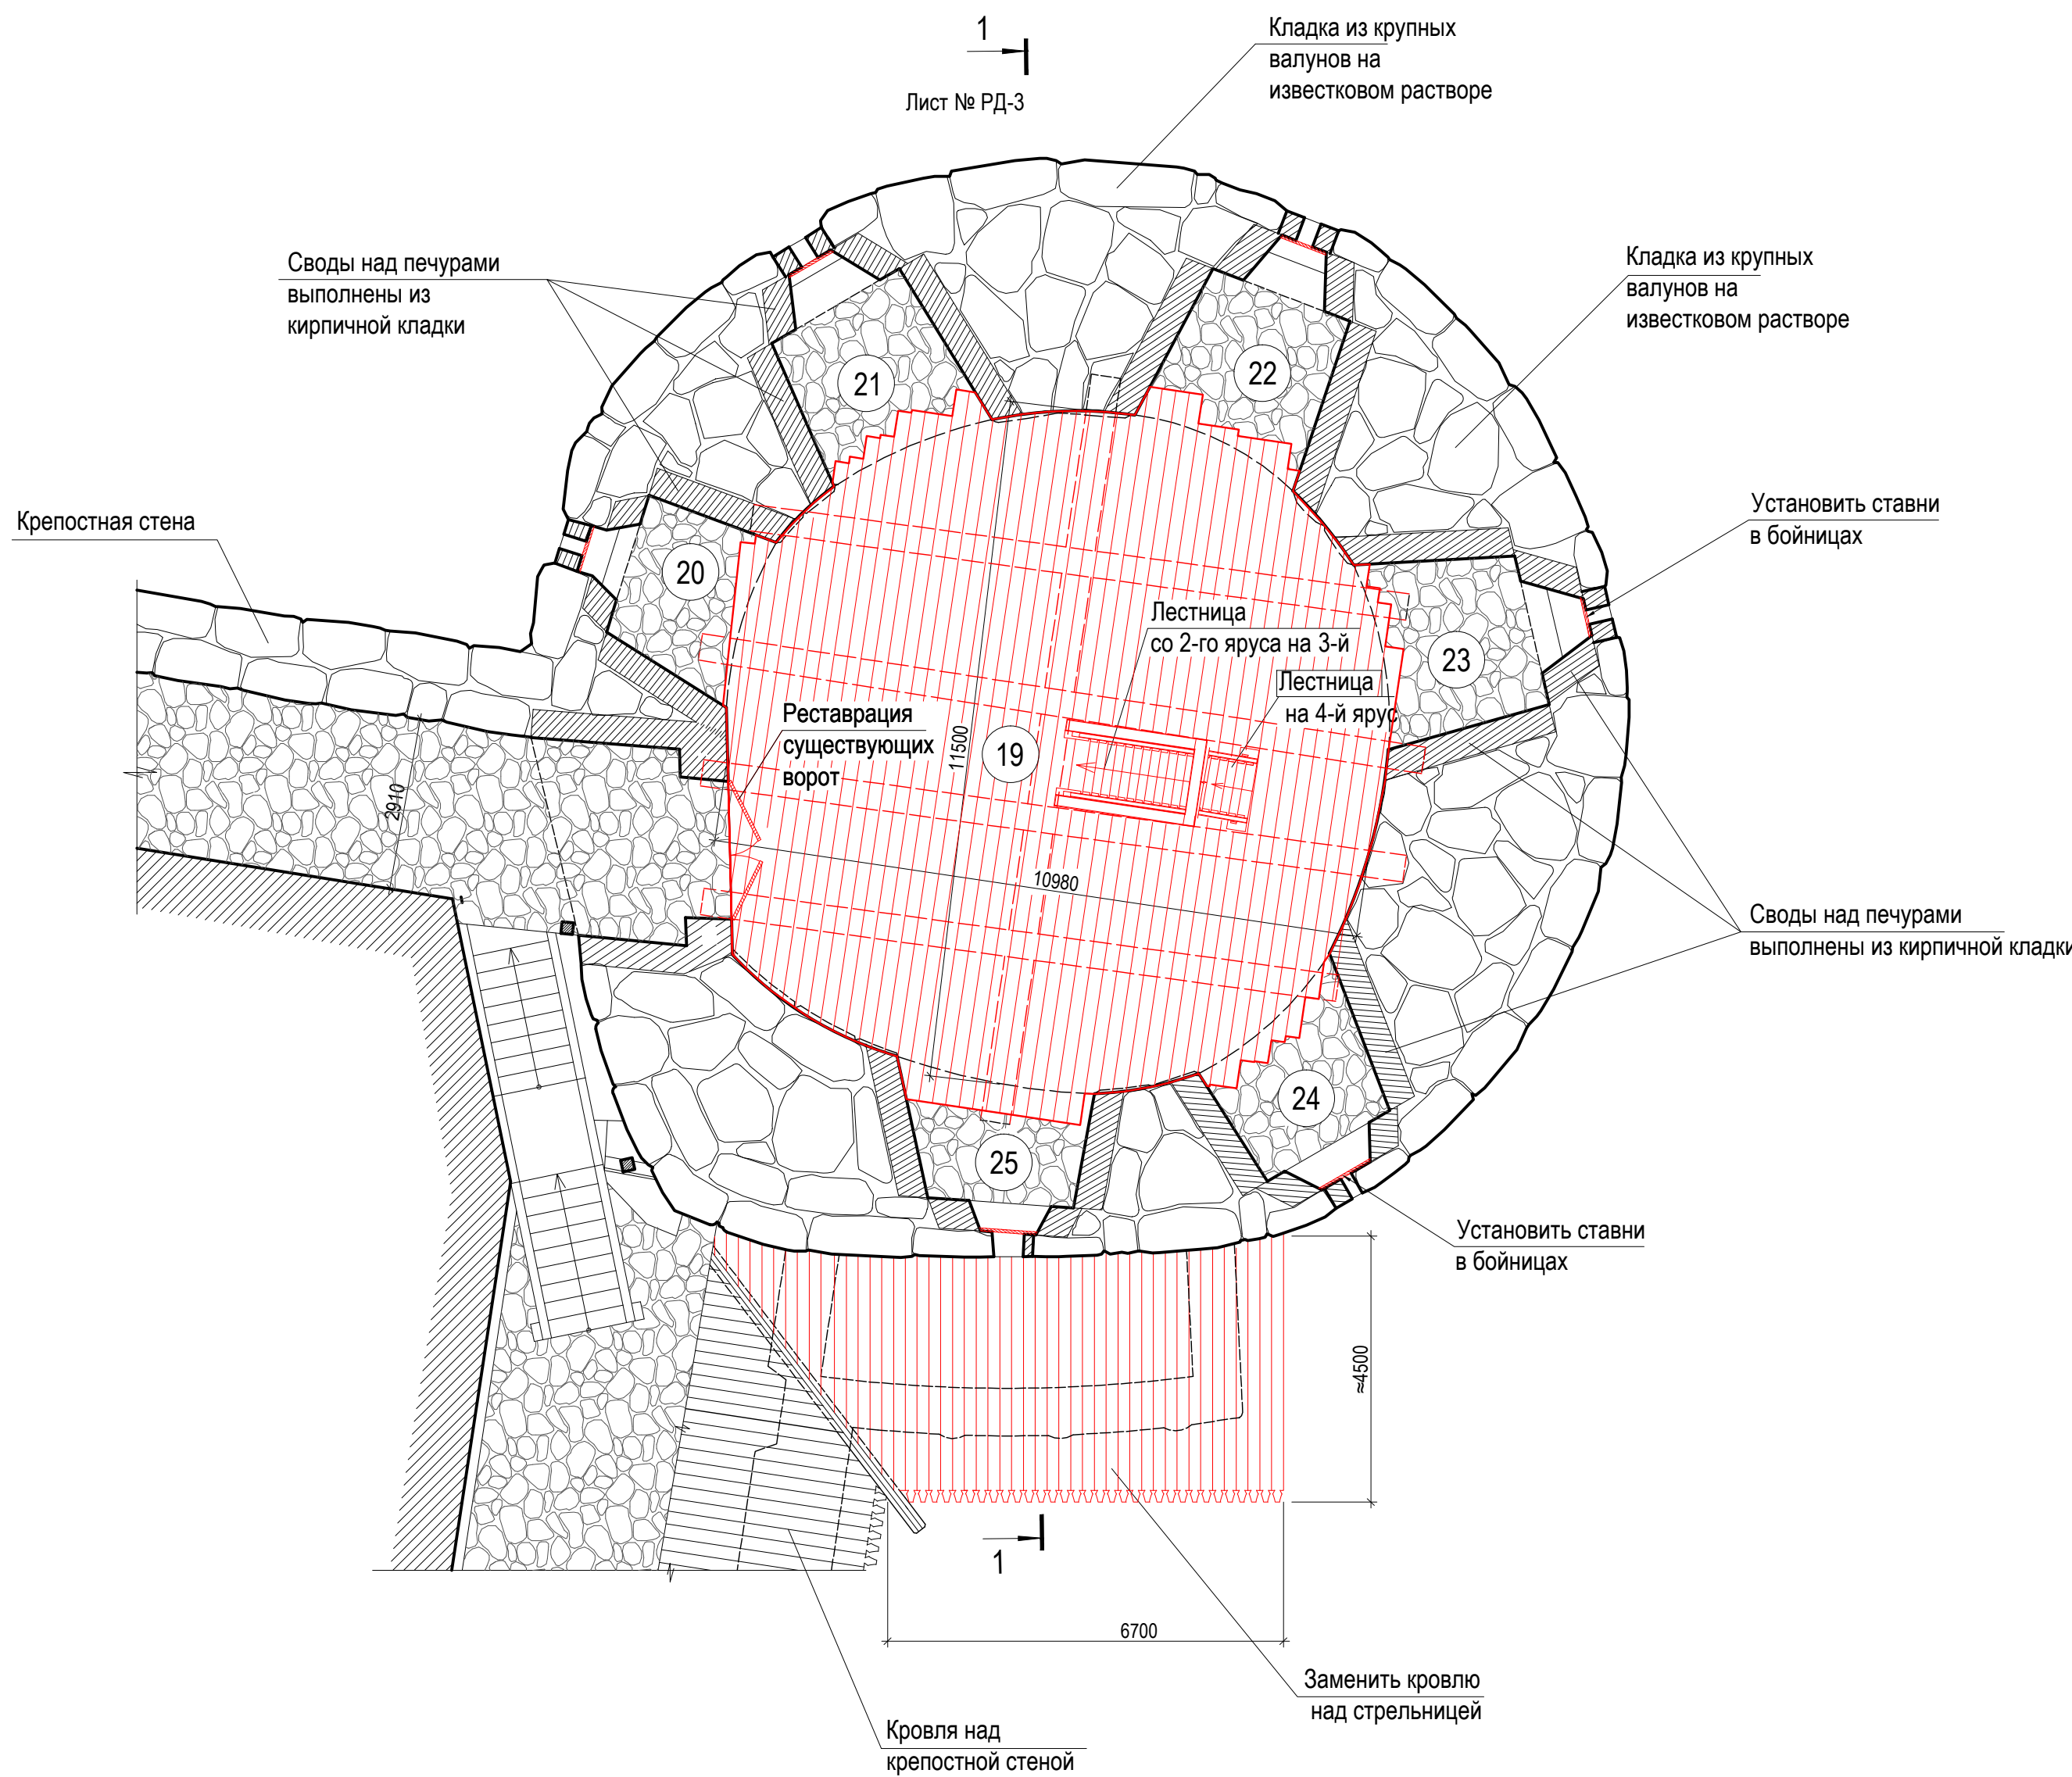 1
Лист № РД-3
Кладка из крупных
валунов на
известковом растворе
Своды над печурами
выполнены из
кирпичной кладки
Кладка из крупных
валунов на
известковом растворе
21
22
Крепостная стена
Установить ставни
в бойницах
20
23
Лестница
со 2-го яруса на 3-й
Лестница
на 4-й ярус
Реставрация
существующих
ворот
11500
19
2910
10980
Своды над печурами
выполнены из кирпичной кладки
24
25
Установить ставни
в бойницах
≈4500
1
6700
Заменить кровлю
над стрельницей
Кровля над
крепостной стеной